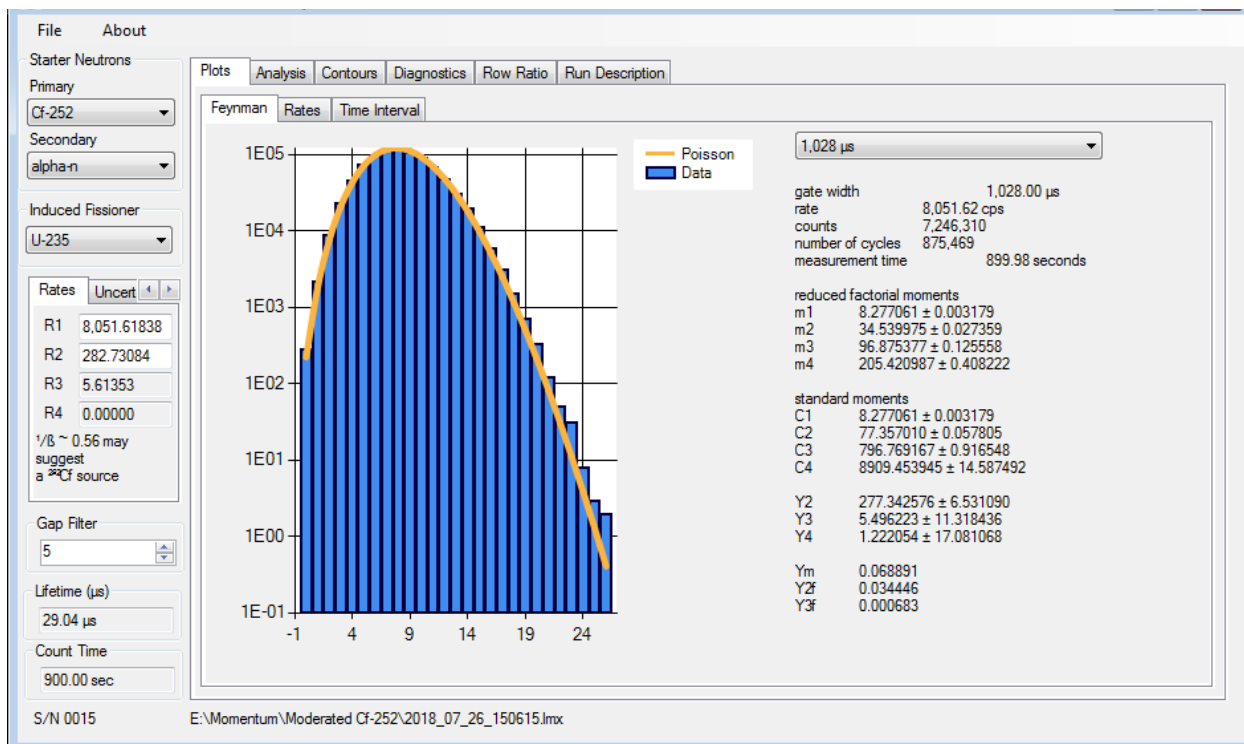 File About
Starter Neutrons
Primary
Cf-252
Secondary
alpha-n
Induced Fissioner
U-235
Rates Uncert
R1 8,051.61838
R2 282.73084
R3 5.61353
R4 0.00000
¹/ß ~ 0.56 may
suggest
a ²⁵²Cf source
Gap Filter
5
Lifetime (µs)
29.04 µs
Count Time
900.00 sec
Plots Analysis Contours Diagnostics Row Ratio Run Description
Feynman Rates Time Interval
1E05
1E04
1E03
1E02
1E01
1E00
1E-01
-1 4 9 14 19 24
Poisson
Data
1,028 µs
gate width 1,028.00 µs
rate 8,051.62 cps
counts 7,246,310
number of cycles 875,469
measurement time 899.98 seconds
reduced factorial moments
m1 8.277061 ± 0.003179
m2 34.539975 ± 0.027359
m3 96.875377 ± 0.125558
m4 205.420987 ± 0.408222
standard moments
C1 8.277061 ± 0.003179
C2 77.357010 ± 0.057805
C3 796.769167 ± 0.916548
C4 8909.453945 ± 14.587492
Y2 277.342576 ± 6.531090
Y3 5.496223 ± 11.318436
Y4 1.222054 ± 17.081068
Ym 0.068891
Y2f 0.034446
Y3f 0.000683
S/N 0015 E:\Momentum\Moderated Cf-252\2018_07_26_150615.lmx